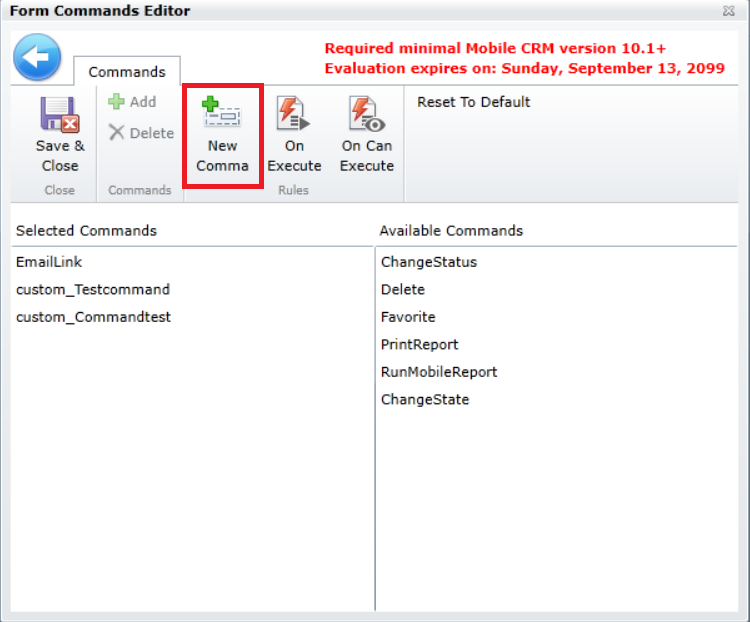 Form Commands Editor
Required minimal Mobile CRM version 10.1+
Evaluation expires on: Sunday, September 13, 2099
Commands
Add
Delete
Save &
Close
New
Comma
On
Execute
On Can
Execute
Reset To Default
Close
Commands
Rules
Selected Commands
Available Commands
EmailLink
custom_Testcommand
custom_Commandtest
ChangeStatus
Delete
Favorite
PrintReport
RunMobileReport
ChangeState